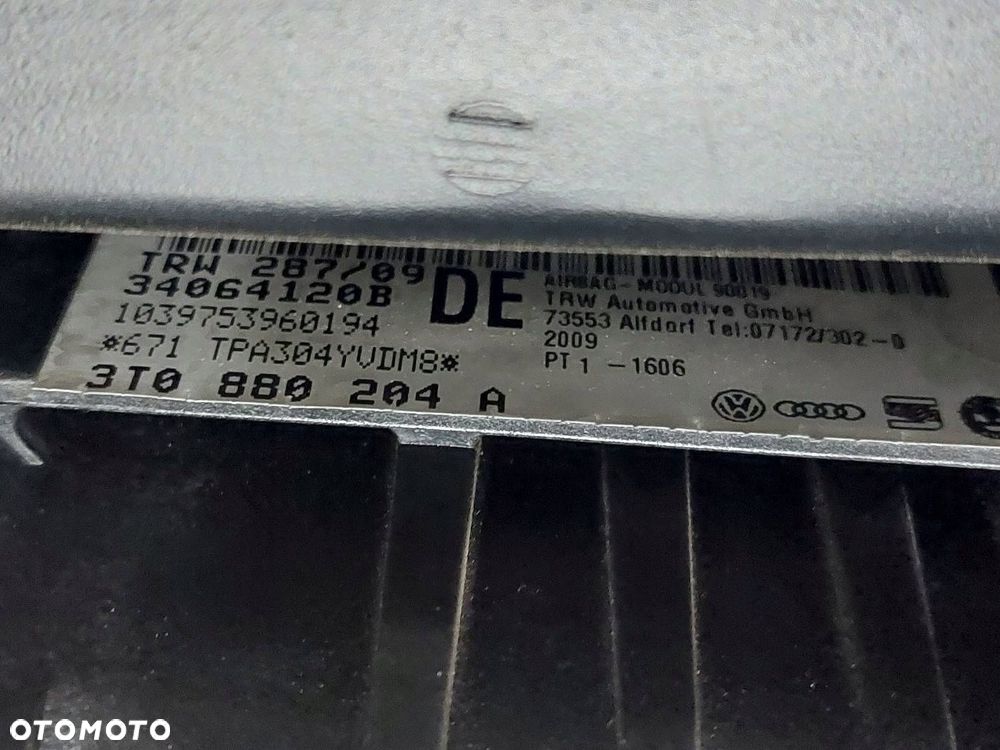 TRW 287/09
34064120B
1039753960194
*671 TPA304YVDM8*
3T0 880 204 A
DE
AIRBAG-MODUL 90019
TRW Automotive GmbH
73553 Alfdorf Tel:07172/302-0
2009
PT 1 -1606
OTOMOTO